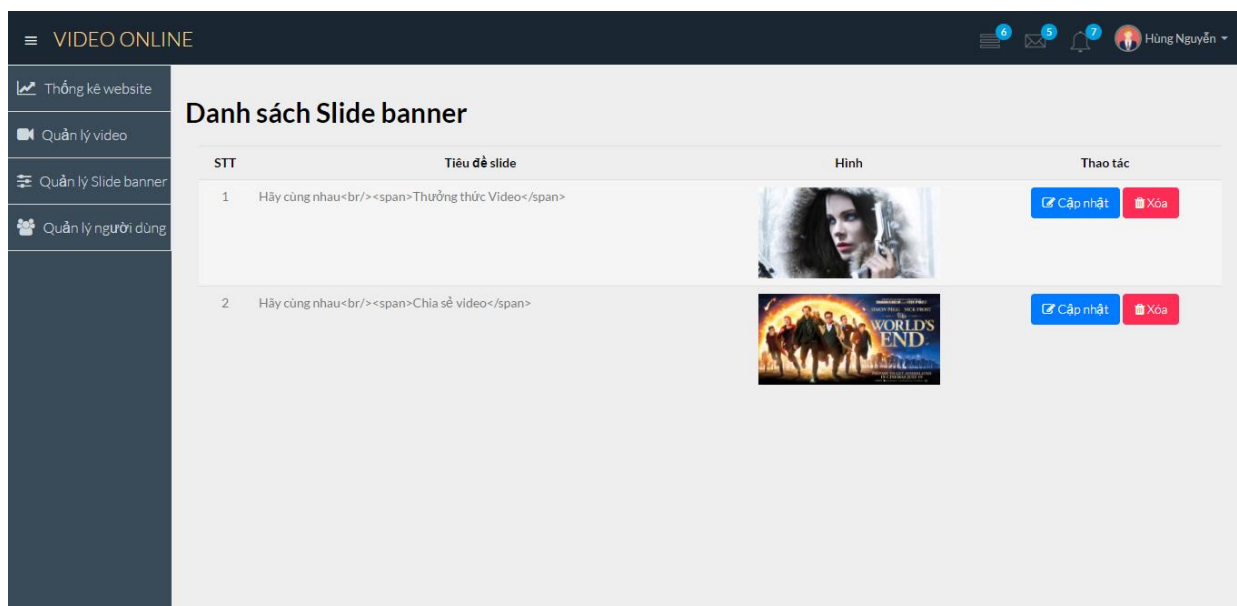 VIDEO ONLINE
6
5
7
Hùng Nguyễn
Thống kê website
Quản lý video
Quản lý Slide banner
Quản lý người dùng
Danh sách Slide banner
STT Tiêu đề slide Hình Thao tác
1 Hãy cùng nhau<br/><span>Thưởng thức Video</span> Cập nhật Xóa
2 Hãy cùng nhau<br/><span>Chia sẻ video</span> Cập nhật Xóa
The
WORLD'S
END